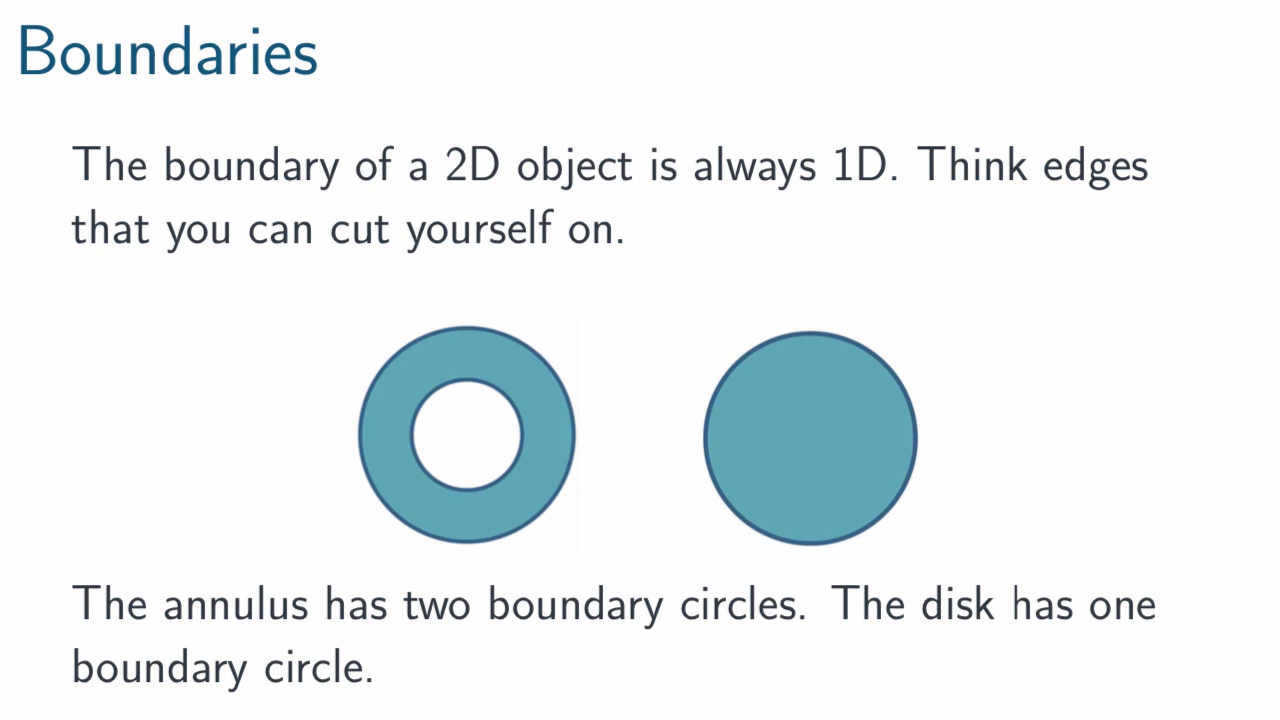 Boundaries
The boundary of a 2D object is always 1D. Think edges
that you can cut yourself on.
The annulus has two boundary circles. The disk has one
boundary circle.